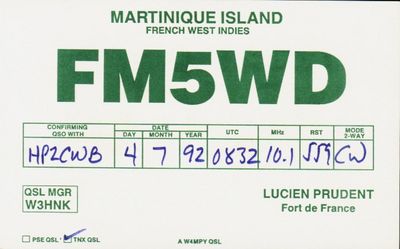 MARTINIQUE ISLAND
FRENCH WEST INDIES
FM5WD
CONFIRMING QSO WITH DATE DAY MONTH YEAR UTC MHz RST MODE 2-WAY
HP2CWB 4 7 92 0832 10.1 559 CW
QSL MGR
W3HNK
LUCIEN PRUDENT
Fort de France
PSE QSL TNX QSL
A W4MPY QSL